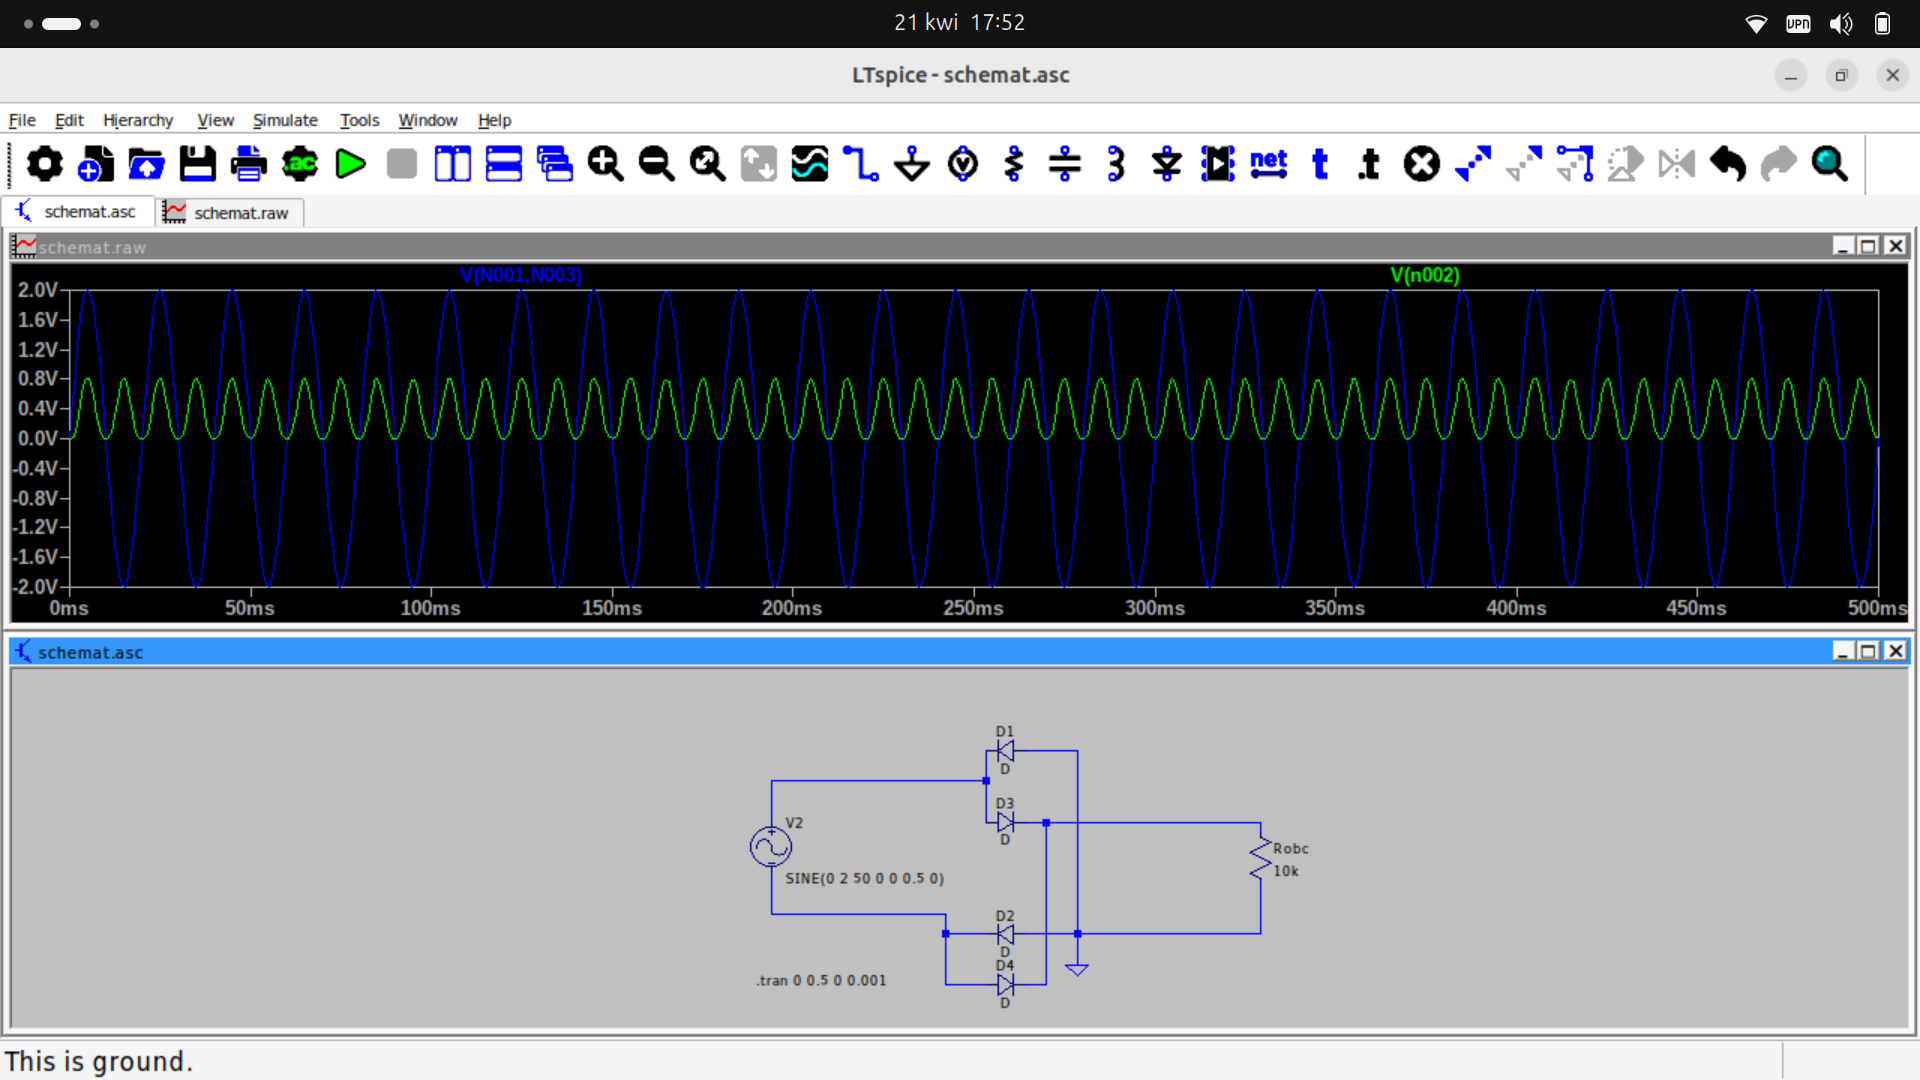 21 kwi 17:52
VPN
LTspice - schemat.asc
File Edit Hierarchy View Simulate Tools Window Help
ac net t .t
schemat.asc schemat.raw
schemat.raw
V(N001,N003) V(n002)
2.0V
1.6V
1.2V
0.8V
0.4V
0.0V
-0.4V
-0.8V
-1.2V
-1.6V
-2.0V
0ms 50ms 100ms 150ms 200ms 250ms 300ms 350ms 400ms 450ms 500ms
schemat.asc
D1
D
D3
D
V2
SINE(0 2 50 0 0 0.5 0)
Robc
10k
D2
D
D4
D
.tran 0 0.5 0 0.001
This is ground.